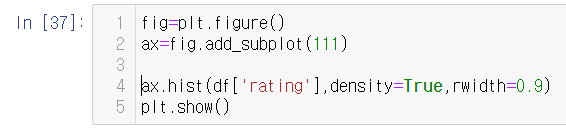 In [37]:
1 fig=plt.figure()
2 ax=fig.add_subplot(111)
3
4 ax.hist(df['rating'],density=True,rwidth=0.9)
5 plt.show()